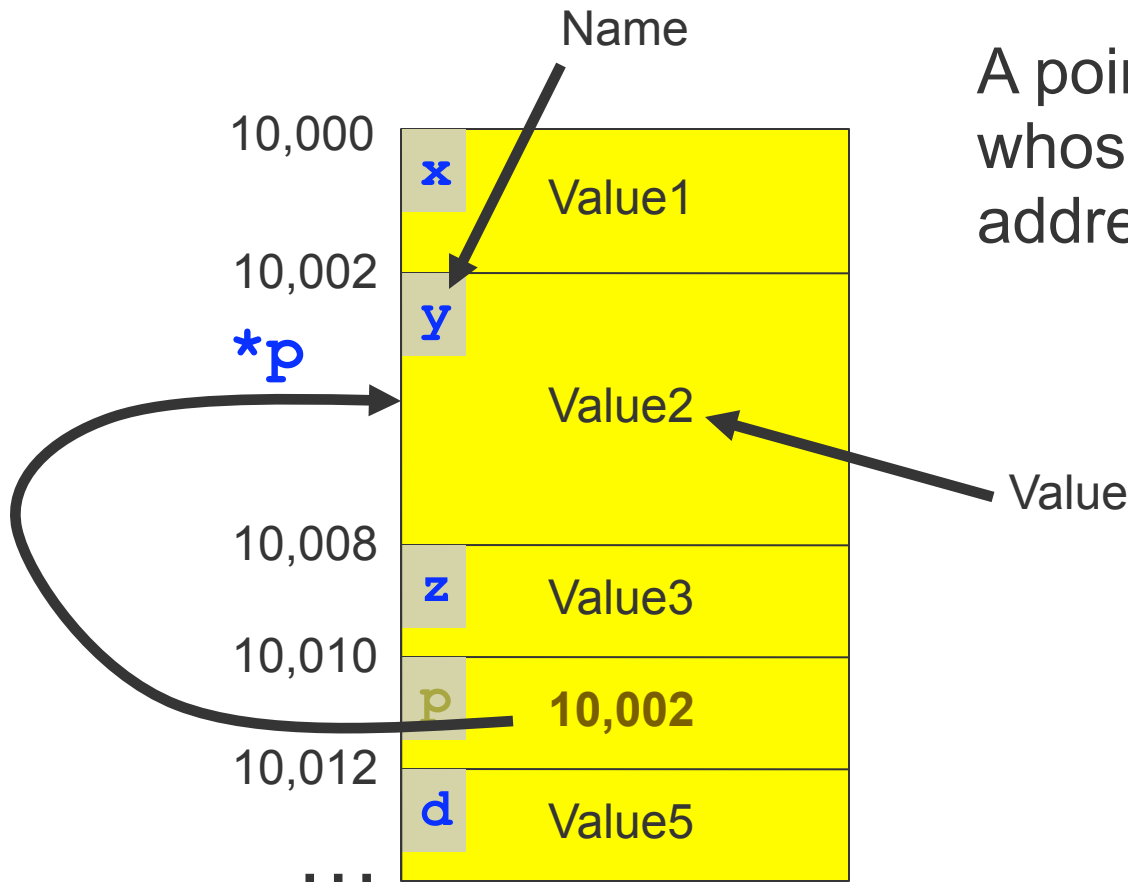 Name
A poin
whos
addre
10,000
x
Value1
10,002
y
*p
Value2
Value
10,008
z
Value3
10,010
p
10,002
10,012
d
Value5
...